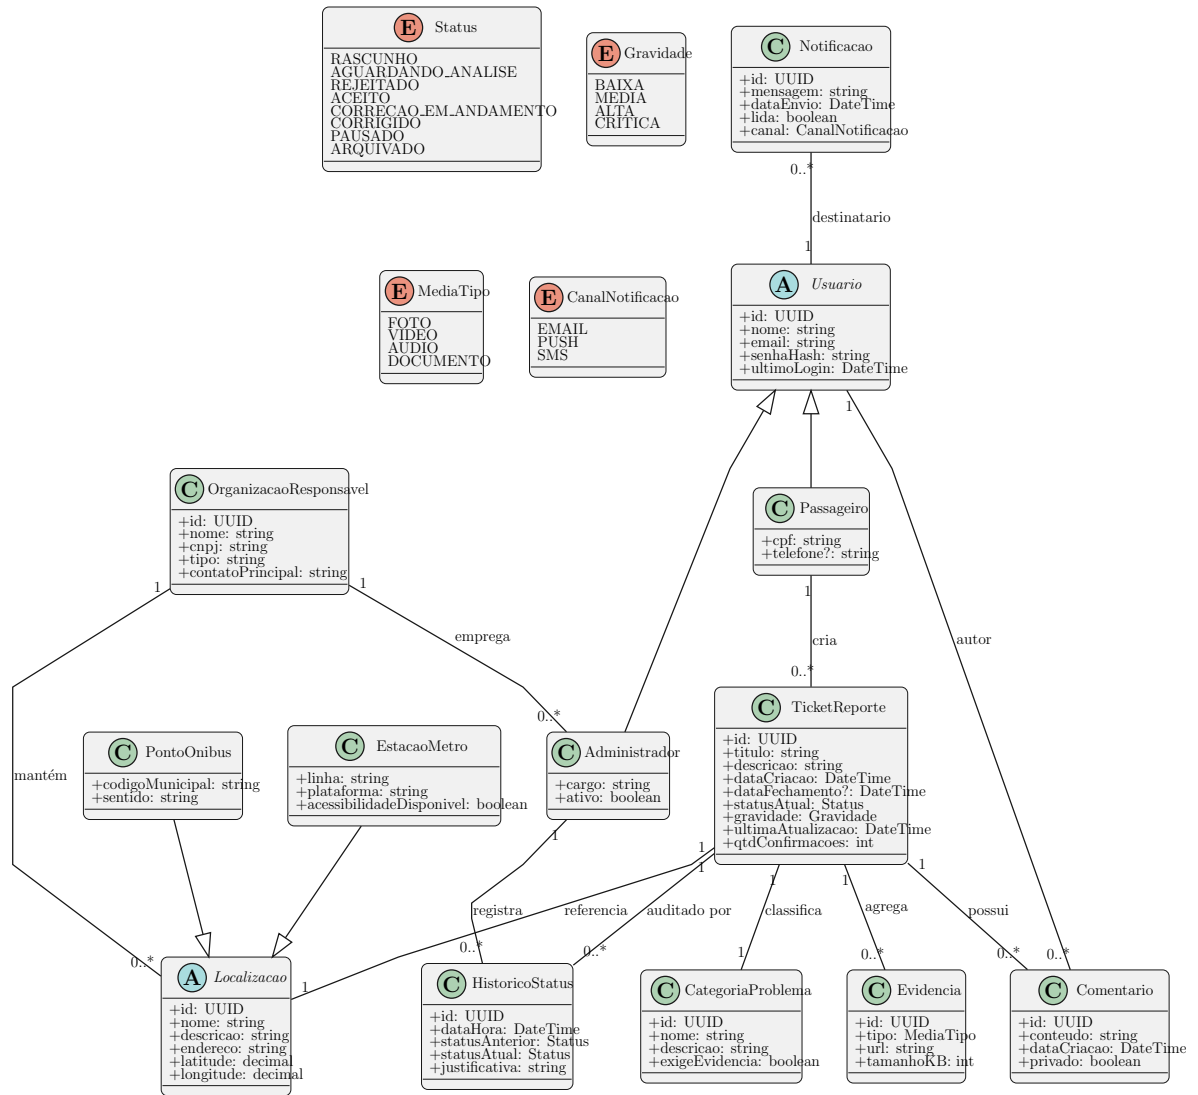 E Status
RASCUNHO
AGUARDANDO_ANALISE
REJEITADO
ACEITO
CORRECAO_EM_ANDAMENTO
CORRIGIDO
PAUSADO
ARQUIVADO
E Gravidade
BAIXA
MEDIA
ALTA
CRITICA
C Notificacao
+id: UUID
+mensagem: string
+dataEnvio: DateTime
+lida: boolean
+canal: CanalNotificacao
0..*
destinatario
1
E MediaTipo
FOTO
VIDEO
AUDIO
DOCUMENTO
E CanalNotificacao
EMAIL
PUSH
SMS
A Usuario
+id: UUID
+nome: string
+email: string
+senhaHash: string
+ultimoLogin: DateTime
1
C OrganizacaoResponsavel
+id: UUID
+nome: string
+cnpj: string
+tipo: string
+contatoPrincipal: string
1
1
C Passageiro
+cpf: string
+telefone?: string
1
emprega
cria
autor
0..*
0..*
mantém
C PontoOnibus
+codigoMunicipal: string
+sentido: string
C EstacaoMetro
+linha: string
+plataforma: string
+acessibilidadeDisponivel: boolean
C Administrador
+cargo: string
+ativo: boolean
1
C TicketReporte
+id: UUID
+titulo: string
+descricao: string
+dataCriacao: DateTime
+dataFechamento?: DateTime
+statusAtual: Status
+gravidade: Gravidade
+ultimaAtualizacao: DateTime
+qtdConfirmacoes: int
1
1
1
1
1
registra
referencia
auditado por
classifica
agrega
possui
0..*
0..*
1
0..*
1
0..*
0..*
0..*
A Localizacao
+id: UUID
+nome: string
+descricao: string
+endereco: string
+latitude: decimal
+longitude: decimal
C HistoricoStatus
+id: UUID
+dataHora: DateTime
+statusAnterior: Status
+statusAtual: Status
+justificativa: string
C CategoriaProblema
+id: UUID
+nome: string
+descricao: string
+exigeEvidencia: boolean
C Evidencia
+id: UUID
+tipo: MediaTipo
+url: string
+tamanhoKB: int
C Comentario
+id: UUID
+conteudo: string
+dataCriacao: DateTime
+privado: boolean